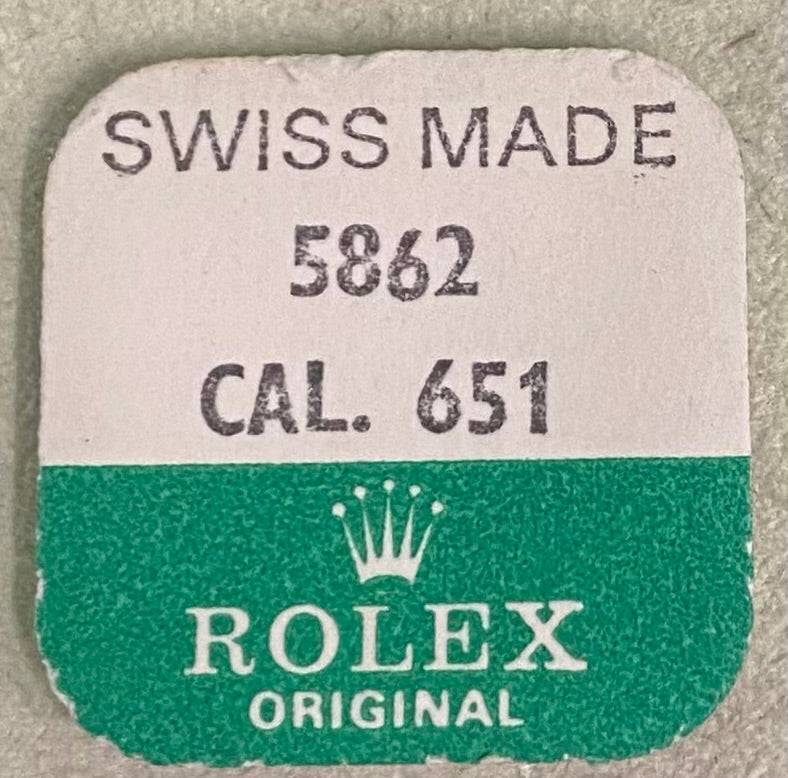 SWISS MADE
5862
CAL. 651
ROLEX
ORIGINAL